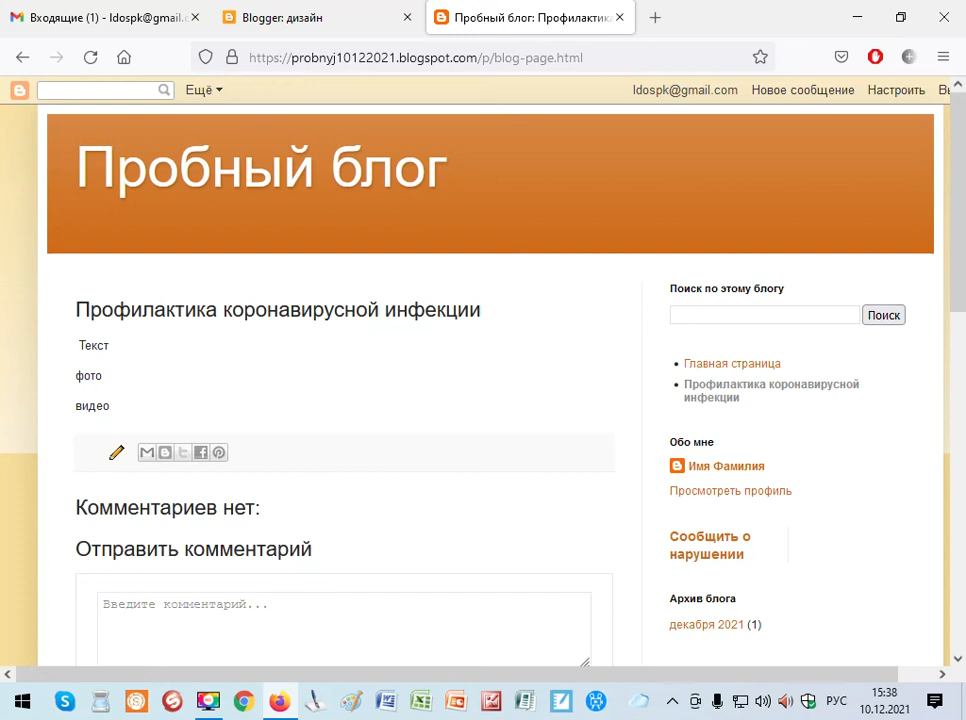 Входящие (1) - ldospk@gmail.c
Blogger: дизайн
Пробный блог: Профилактика
https://probnyj10122021.blogspot.com/p/blog-page.html
Ещё
ldospk@gmail.com
Новое сообщение
Настроить
Вы
Пробный блог
Профилактика коронавирусной инфекции
Текст
фото
видео
Комментариев нет:
Отправить комментарий
Введите комментарий...
Поиск по этому блогу
Поиск
Главная страница
Профилактика коронавирусной
инфекции
Обо мне
Имя Фамилия
Просмотреть профиль
Сообщить о
нарушении
Архив блога
декабря 2021 (1)
РУС
15:38
10.12.2021